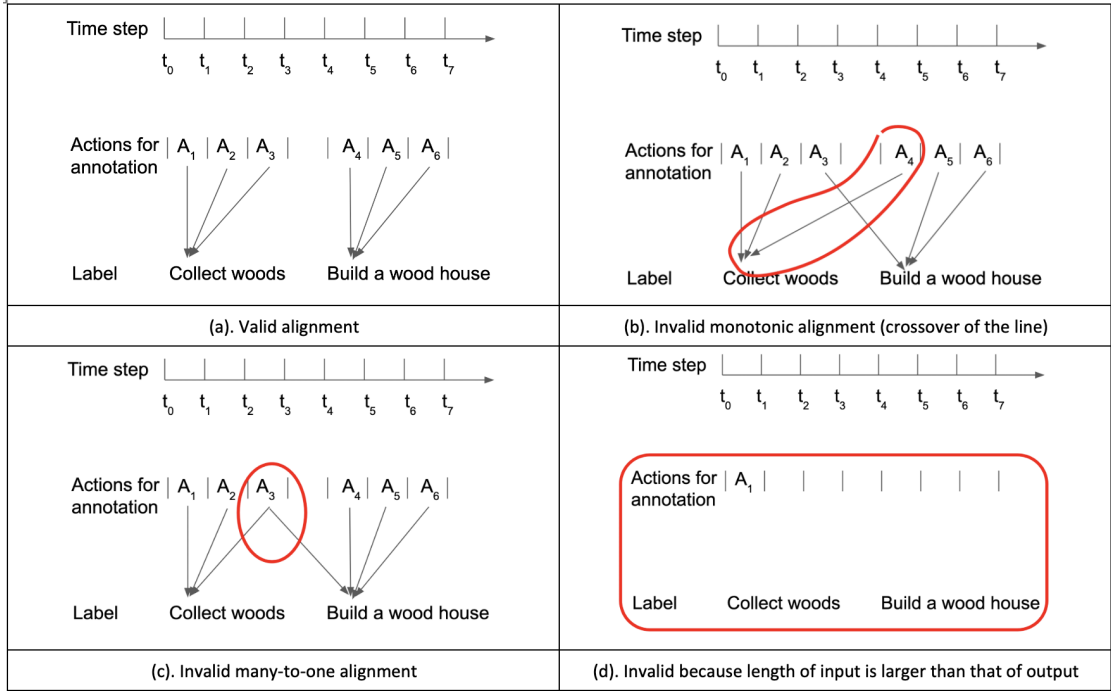 Time step
t0 t1 t2 t3 t4 t5 t6 t7
Actions for annotation | A1 | A2 | A3 | | A4 | A5 | A6 |
Label Collect woods Build a wood house
(a). Valid alignment
Time step
t0 t1 t2 t3 t4 t5 t6 t7
Actions for annotation | A1 | A2 | A3 | | A4 | A5 | A6 |
Label Collect woods Build a wood house
(b). Invalid monotonic alignment (crossover of the line)
Time step
t0 t1 t2 t3 t4 t5 t6 t7
Actions for annotation | A1 | A2 | A3 | | A4 | A5 | A6 |
Label Collect woods Build a wood house
(c). Invalid many-to-one alignment
Time step
t0 t1 t2 t3 t4 t5 t6 t7
Actions for annotation | A1 | | | | | | |
Label Collect woods Build a wood house
(d). Invalid because length of input is larger than that of output